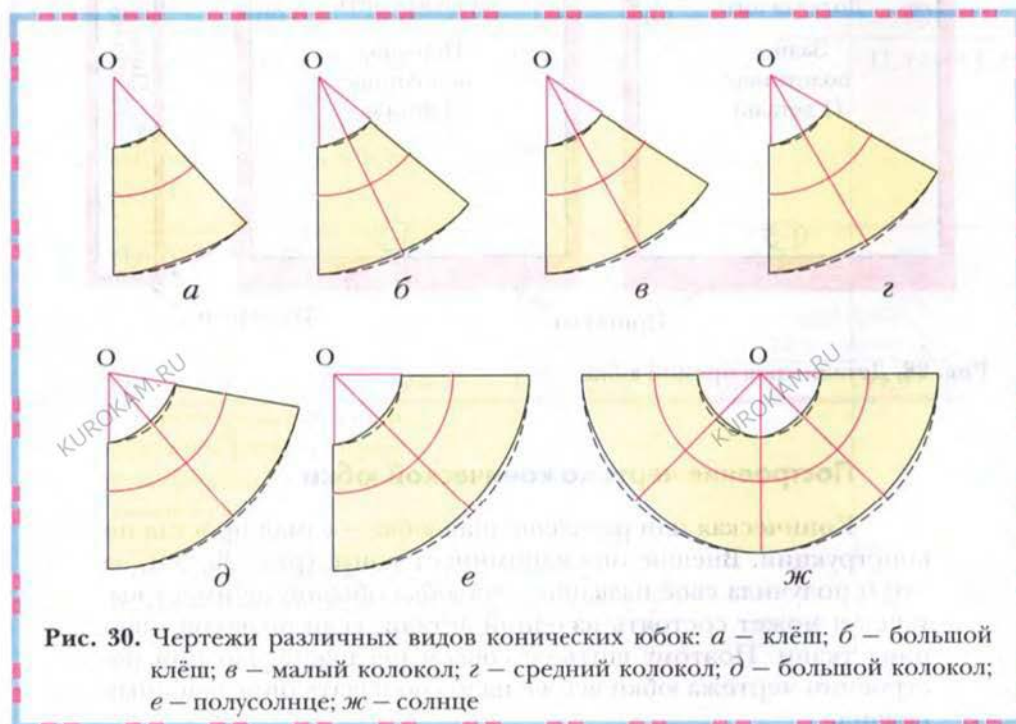 О О О О
а б в г
О О О
KUROKAM.RU KUROKAM.RU
д е ж
Рис. 30. Чертежи различных видов конических юбок: а – клёш; б – большой
клёш; в – малый колокол; г – средний колокол; д – большой колокол;
е – полусолнце; ж – солнце